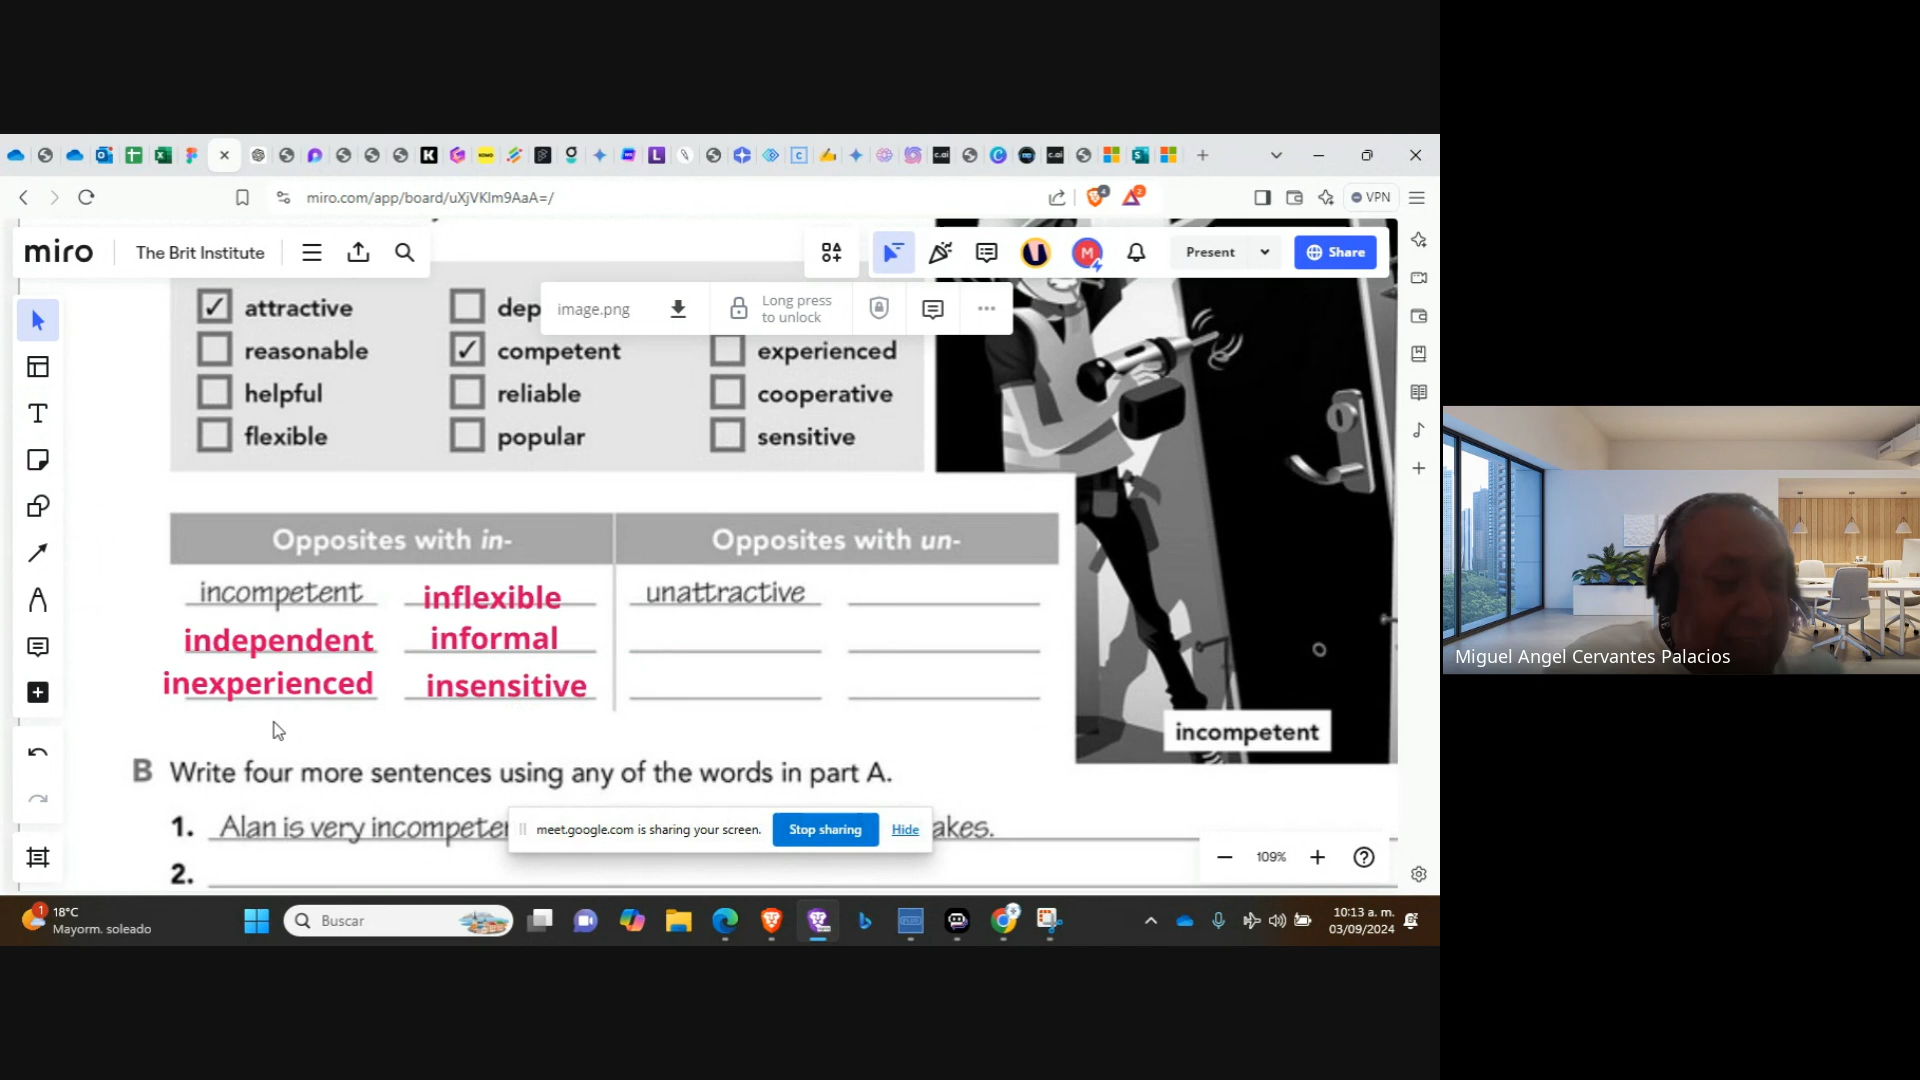 miro.com/app/board/uXjVKlm9AaA=/
VPN
miro
The Brit Institute
M
Present
Share
image.png
Long press
to unlock
attractive
dep
reasonable
competent
experienced
helpful
reliable
cooperative
flexible
popular
sensitive
Opposites with in-
Opposites with un-
incompetent
inflexible
unattractive
independent
informal
inexperienced
insensitive
incompetent
B Write four more sentences using any of the words in part A.
1. Alan is very incompeter
akes.
meet.google.com is sharing your screen.
Stop sharing
Hide
2.
109%
18°C
Mayorm. soleado
Buscar
10:13 a. m.
03/09/2024
Miguel Angel Cervantes Palacios